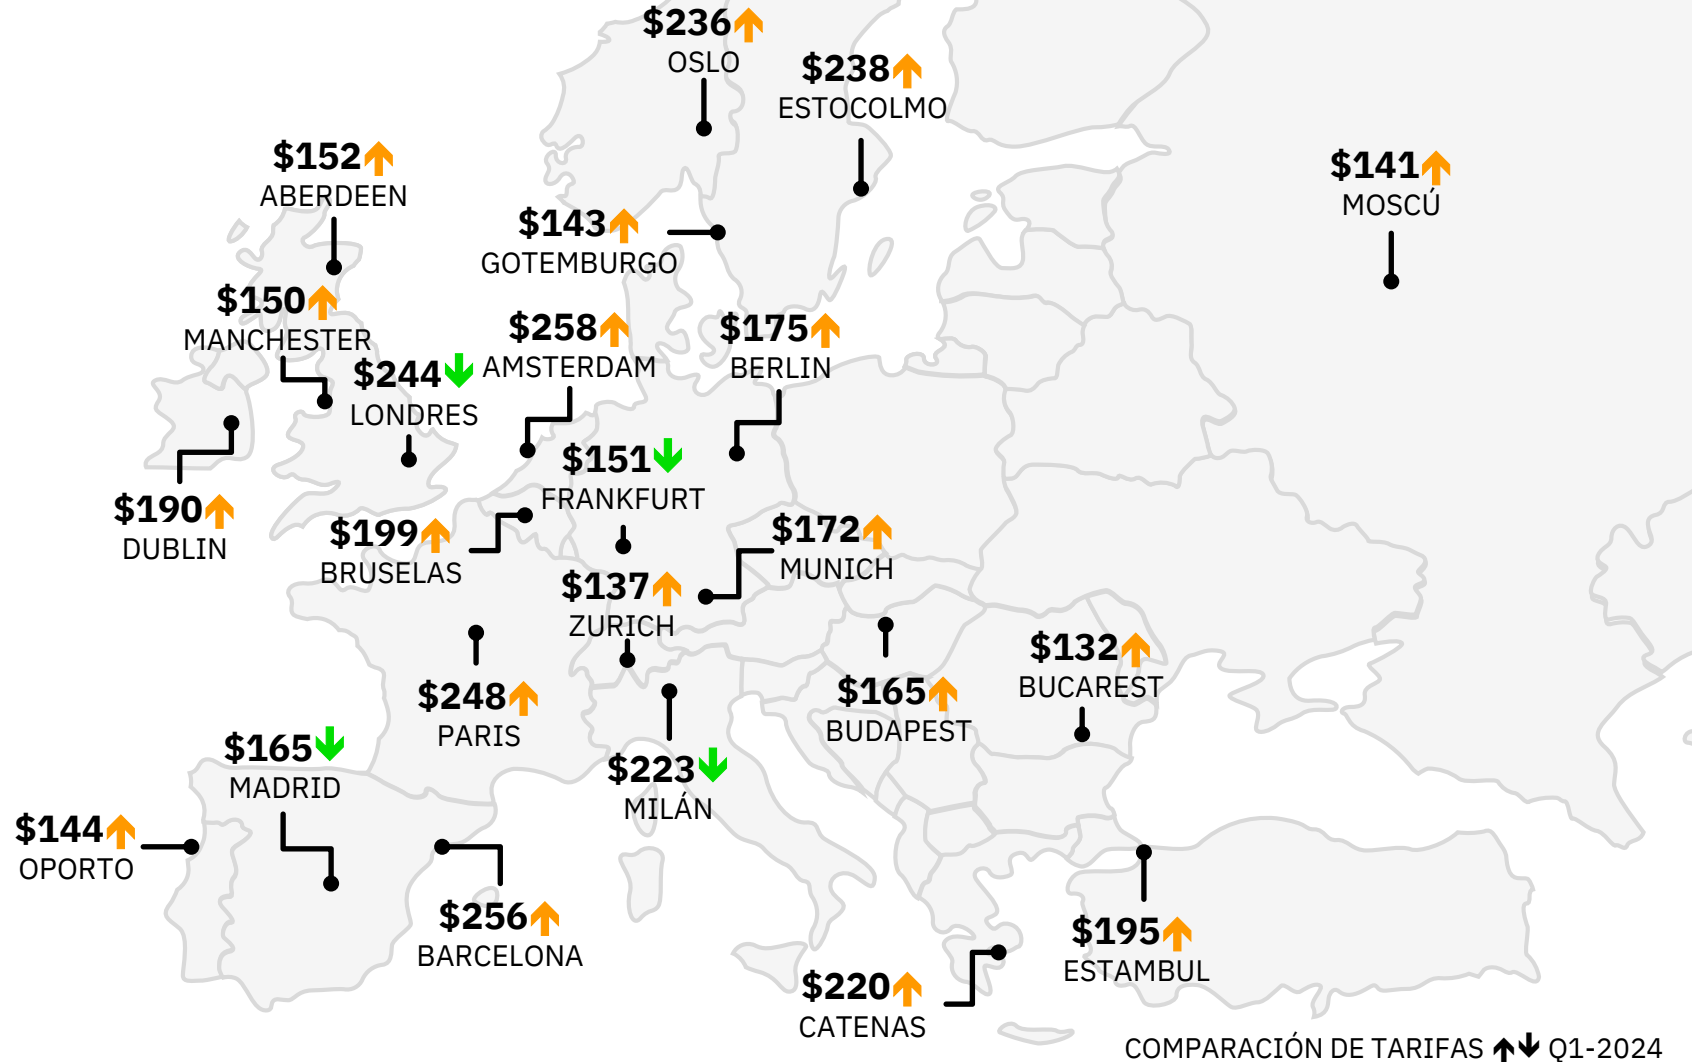 $236
OSLO
$238
ESTOCOLMO
$152
ABERDEEN
$141
MOSCÚ
$143
GOTEMBURGO
$150
MANCHESTER
$258
AMSTERDAM
$175
BERLIN
$244
LONDRES
$151
FRANKFURT
$190
DUBLIN
$199
BRUSELAS
$172
MUNICH
$137
ZURICH
$132
BUCAREST
$248
PARIS
$165
BUDAPEST
$165
MADRID
$223
MILÁN
$144
OPORTO
$256
BARCELONA
$195
ESTAMBUL
$220
CATENAS
COMPARACIÓN DE TARIFAS Q1-2024